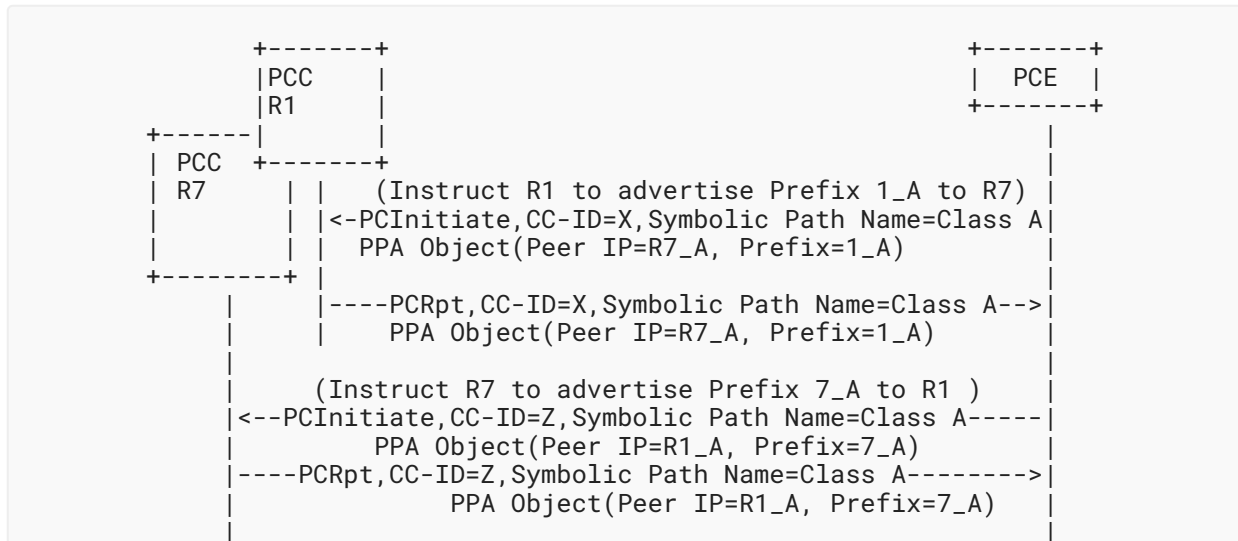 +-------+                                       +-------+
|PCC    |                                       |  PCE  |
|R1     |                                       +-------+
+------|       |                                           |
| PCC  +-------+                                           |
| R7      | |    (Instruct R1 to advertise Prefix 1_A to R7) |
|         | |  |<-PCInitiate,CC-ID=X,Symbolic Path Name=Class A|
|         | |    PPA Object(Peer IP=R7_A, Prefix=1_A)          |
+--------+ |                                                 |
|     |----PCRpt,CC-ID=X,Symbolic Path Name=Class A-->|
|     |    PPA Object(Peer IP=R7_A, Prefix=1_A)       |
|                                                     |
|     (Instruct R7 to advertise Prefix 7_A to R1 )    |
|<--PCInitiate,CC-ID=Z,Symbolic Path Name=Class A-----|
|         PPA Object(Peer IP=R1_A, Prefix=7_A)        |
|----PCRpt,CC-ID=Z,Symbolic Path Name=Class A-------->|
|              PPA Object(Peer IP=R1_A, Prefix=7_A)   |
|                                                     |